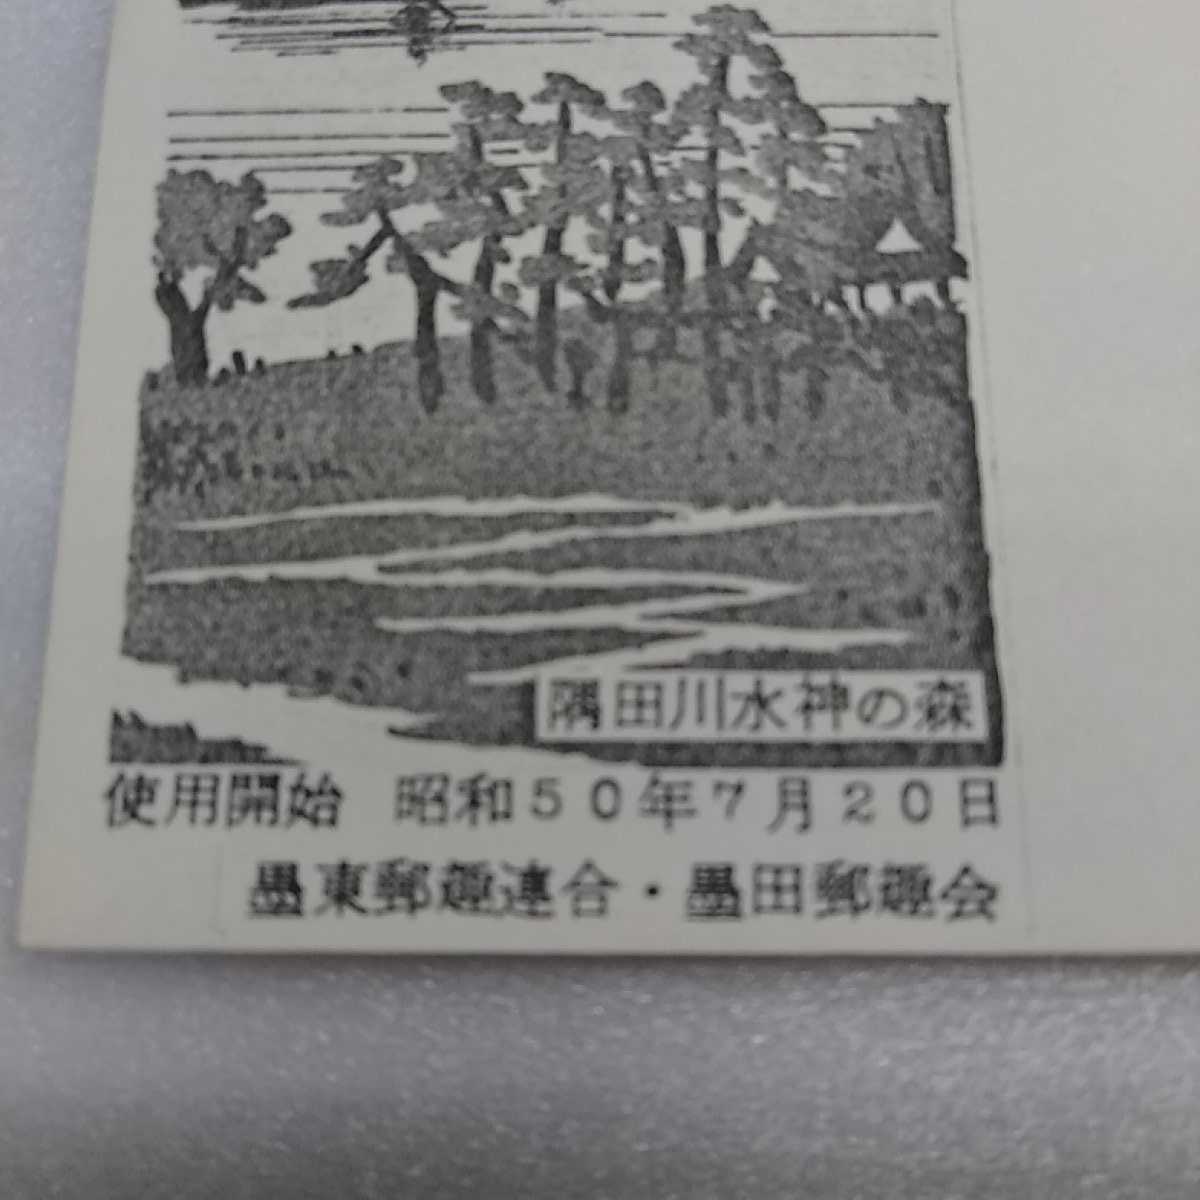 隅田川水神の森
使用開始　昭和５０年７月２０日
墨東郵趣連合・墨田郵趣会